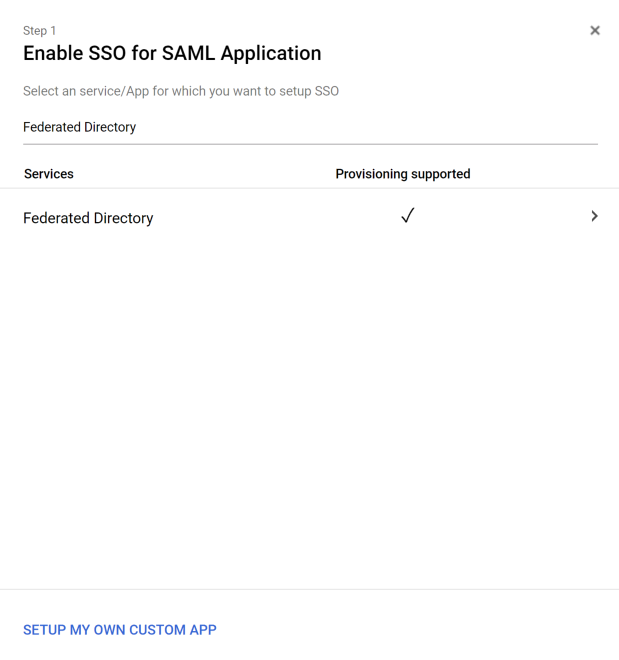 Step 1
Enable SSO for SAML Application
Select an service/App for which you want to setup SSO
Federated Directory
Services Provisioning supported
Federated Directory
SETUP MY OWN CUSTOM APP